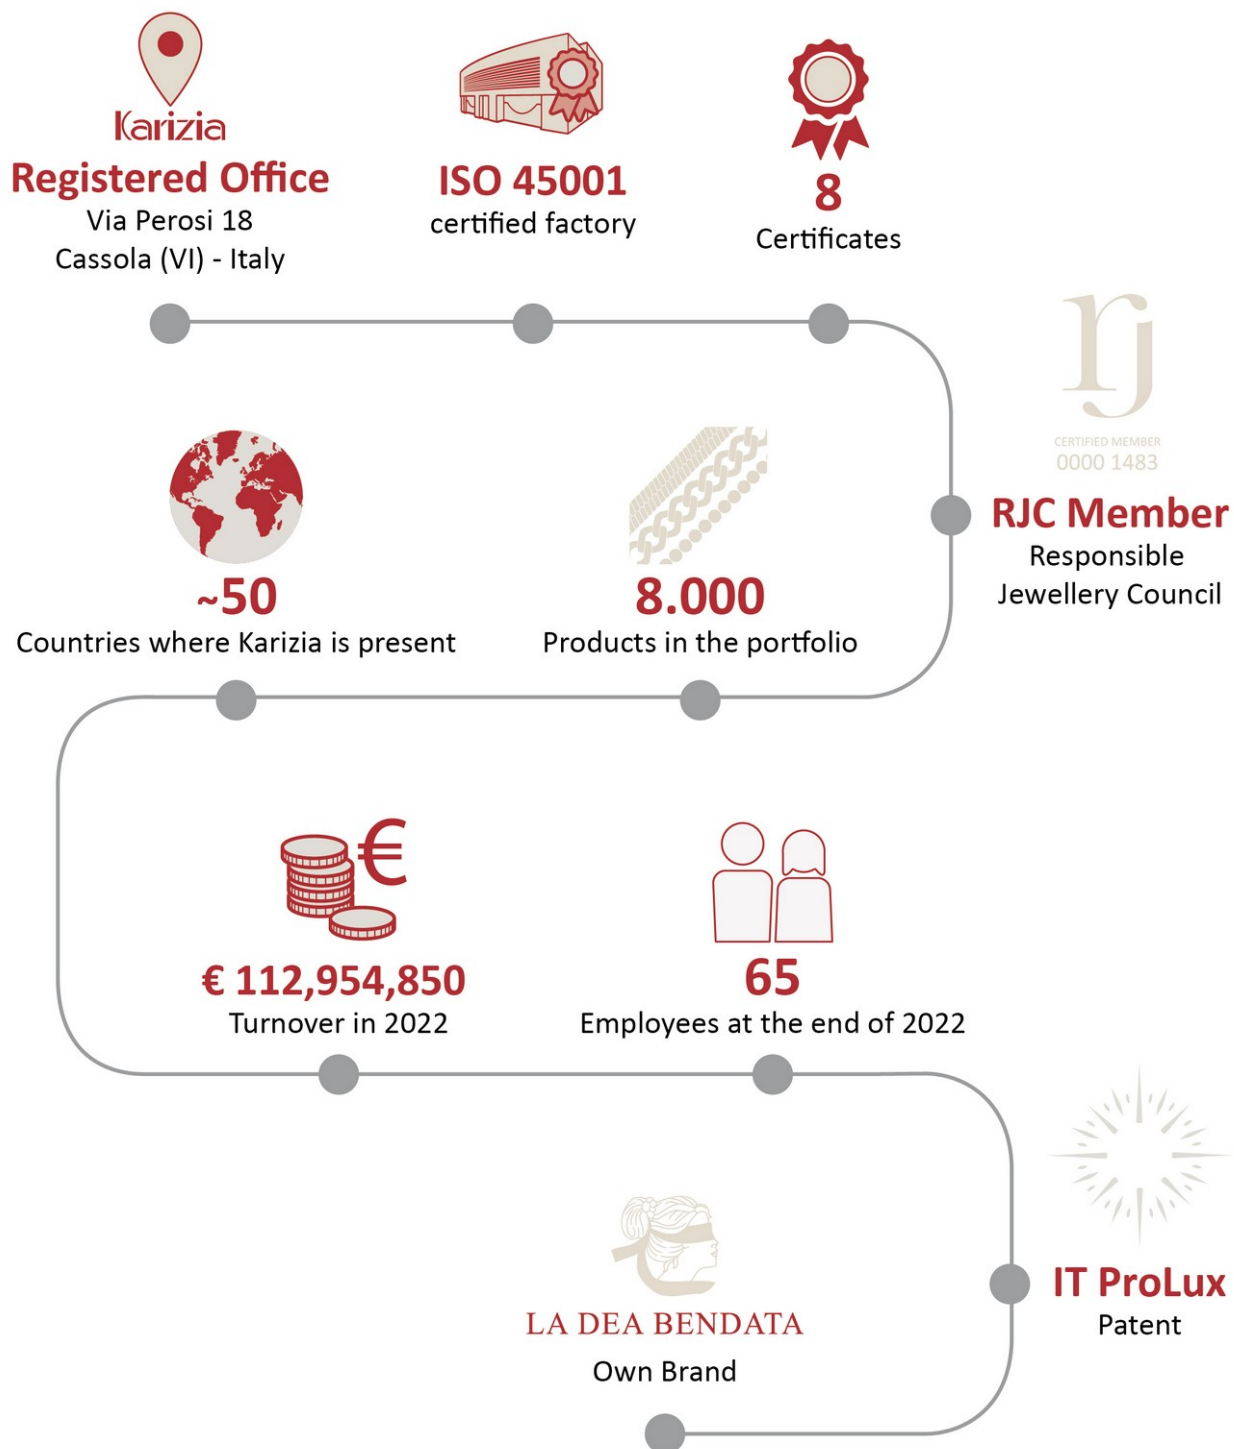 Karizia
Registered Office
Via Perosi 18
Cassola (VI) - Italy
ISO 45001
certified factory
8
Certificates
rj
CERTIFIED MEMBER
0000 1483
RJC Member
Responsible
Jewellery Council
8.000
Products in the portfolio
~50
Countries where Karizia is present
€
€ 112,954,850
Turnover in 2022
65
Employees at the end of 2022
IT ProLux
Patent
LA DEA BENDATA
Own Brand